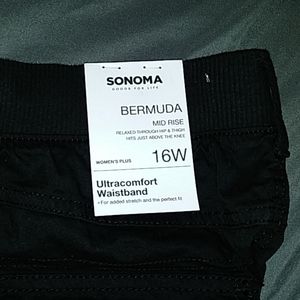 SONOMA
GOODS FOR LIFE
BERMUDA
MID RISE
RELAXED THROUGH HIP & THIGH
HITS JUST ABOVE THE KNEE
WOMEN'S PLUS 16W
Ultracomfort
Waistband
• For added stretch and the perfect fit